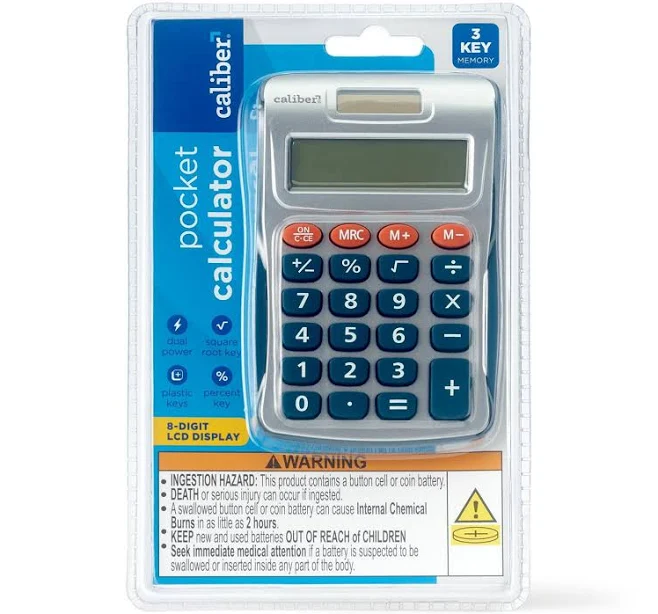 3
KEY
MEMORY
caliber
pocket
calculator
caliber
ON
C·CE
MRC
M+
M−
+/−
%
√
÷
7
8
9
X
4
5
6
−
1
2
3
+
0
.
=
dual
power
square
root key
plastic
keys
percent
key
8-DIGIT
LCD DISPLAY
WARNING
• INGESTION HAZARD: This product contains a button cell or coin battery.
• DEATH or serious injury can occur if ingested.
• A swallowed button cell or coin battery can cause Internal Chemical
Burns in as little as 2 hours.
• KEEP new and used batteries OUT OF REACH of CHILDREN
• Seek immediate medical attention if a battery is suspected to be
swallowed or inserted inside any part of the body.